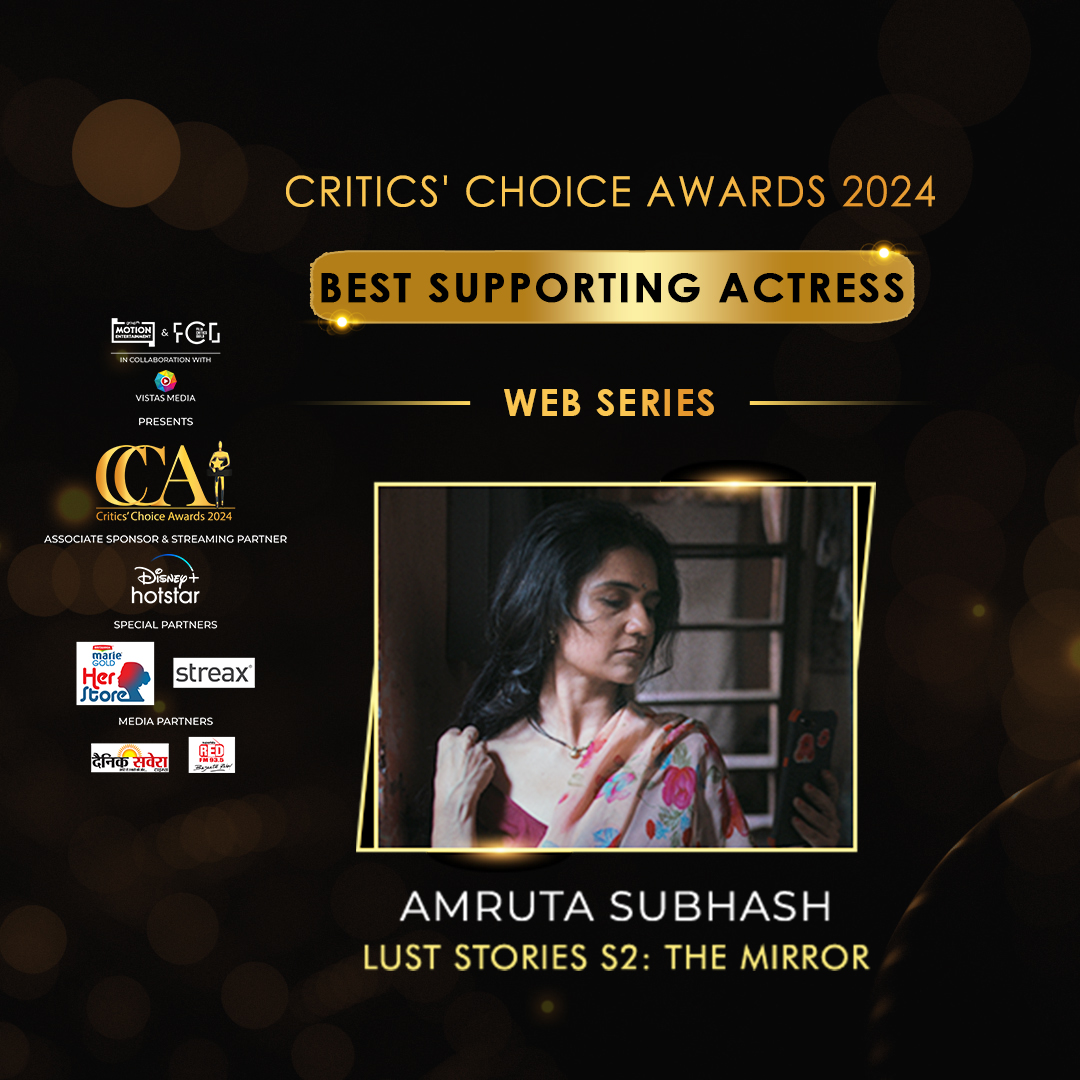 CRITICS' CHOICE AWARDS 2024
BEST SUPPORTING ACTRESS
WEB SERIES
MOTION
ENTERTAINMENT
&
FCG
IN COLLABORATION WITH
VISTAS MEDIA
PRESENTS
CCA
Critics' Choice Awards 2024
ASSOCIATE SPONSOR & STREAMING PARTNER
Disney+
hotstar
SPECIAL PARTNERS
marie
GOLD
Her
Store
streax
MEDIA PARTNERS
दैनिक सवेरा
RED
FM 93.5
AMRUTA SUBHASH
LUST STORIES S2: THE MIRROR